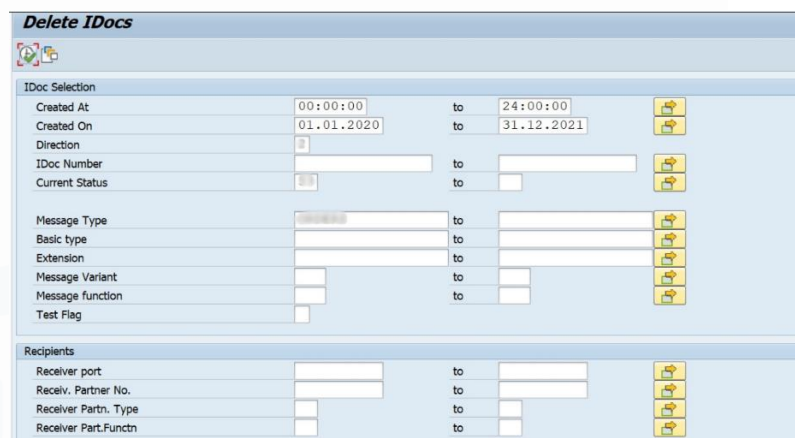 Delete IDocs
IDoc Selection
Created At 00:00:00 to 24:00:00
Created On 01.01.2020 to 31.12.2021
Direction
IDoc Number to
Current Status to
Message Type to
Basic type to
Extension to
Message Variant to
Message function to
Test Flag
Recipients
Receiver port to
Receiv. Partner No. to
Receiver Partn. Type to
Receiver Part.Functn to